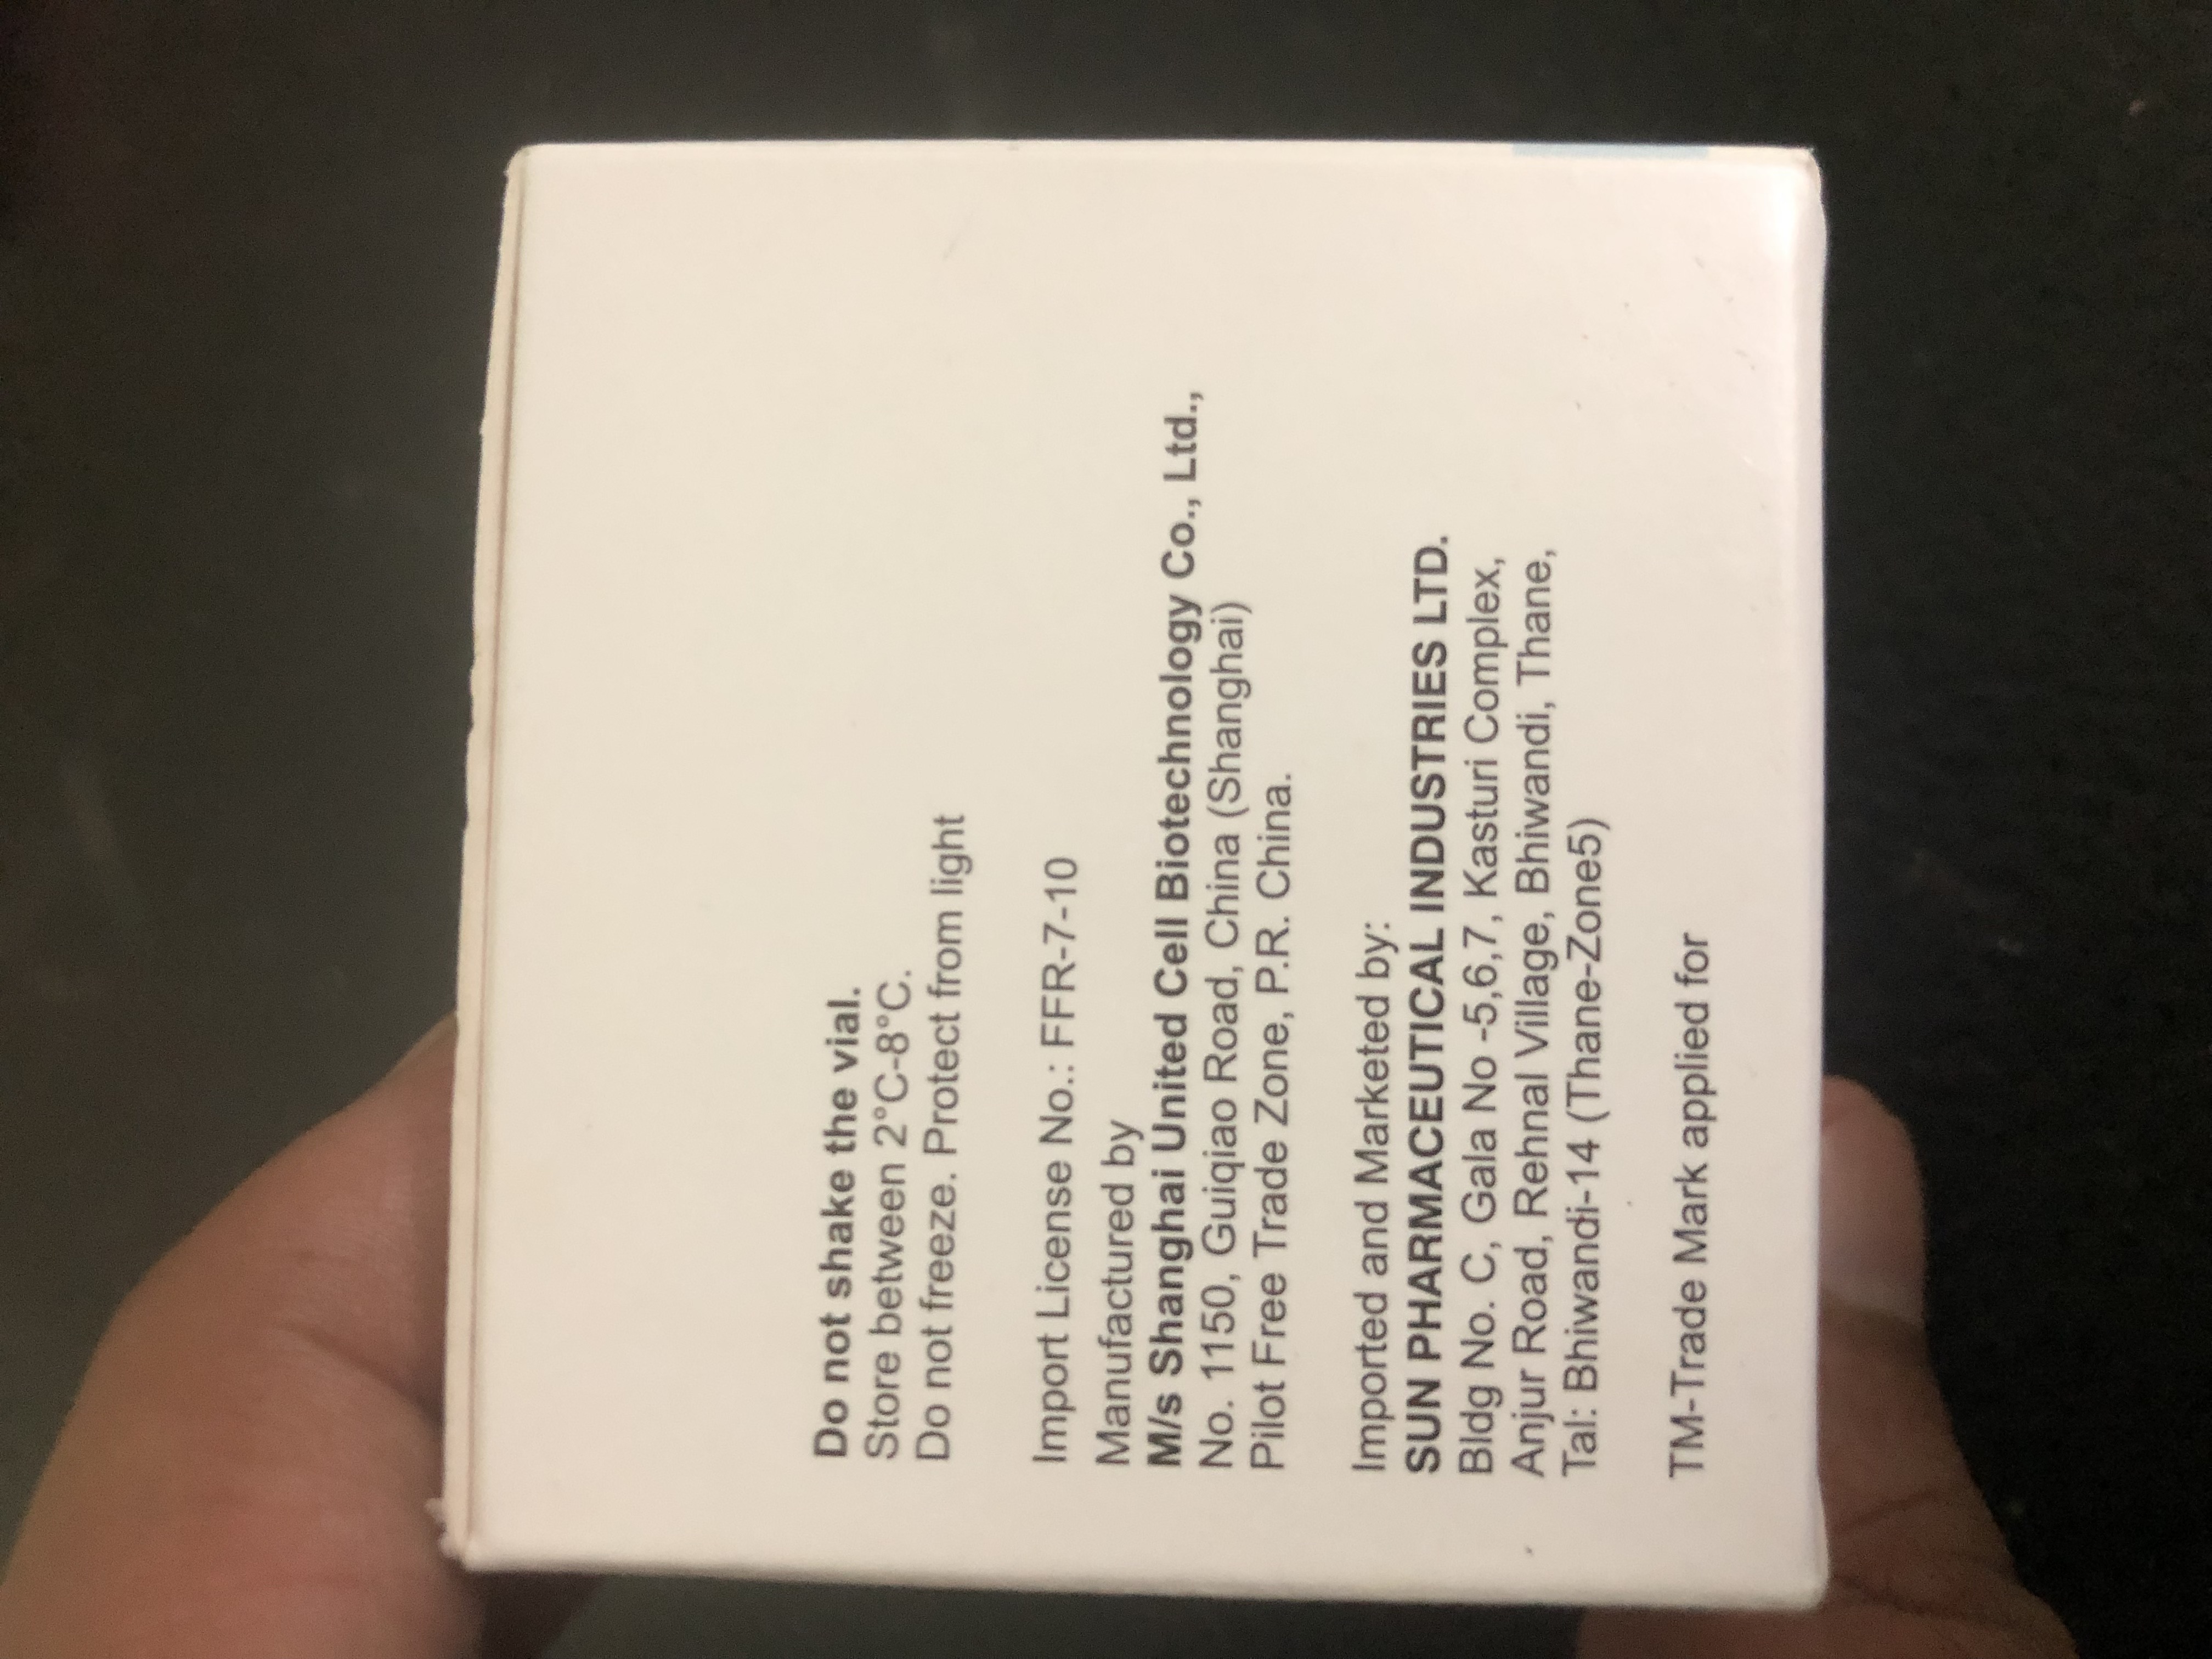 Do not shake the vial.
Store between 2°C-8°C.
Do not freeze. Protect from light
Import License No.: FFR-7-10
Manufactured by
M/s Shanghai United Cell Biotechnology Co., Ltd.,
No. 1150, Guiqiao Road, China (Shanghai)
Pilot Free Trade Zone, P.R. China.
Imported and Marketed by:
SUN PHARMACEUTICAL INDUSTRIES LTD.
Bldg No. C, Gala No -5,6,7, Kasturi Complex,
Anjur Road, Rehnal Village, Bhiwandi, Thane,
Tal: Bhiwandi-14 (Thane-Zone5)
TM-Trade Mark applied for